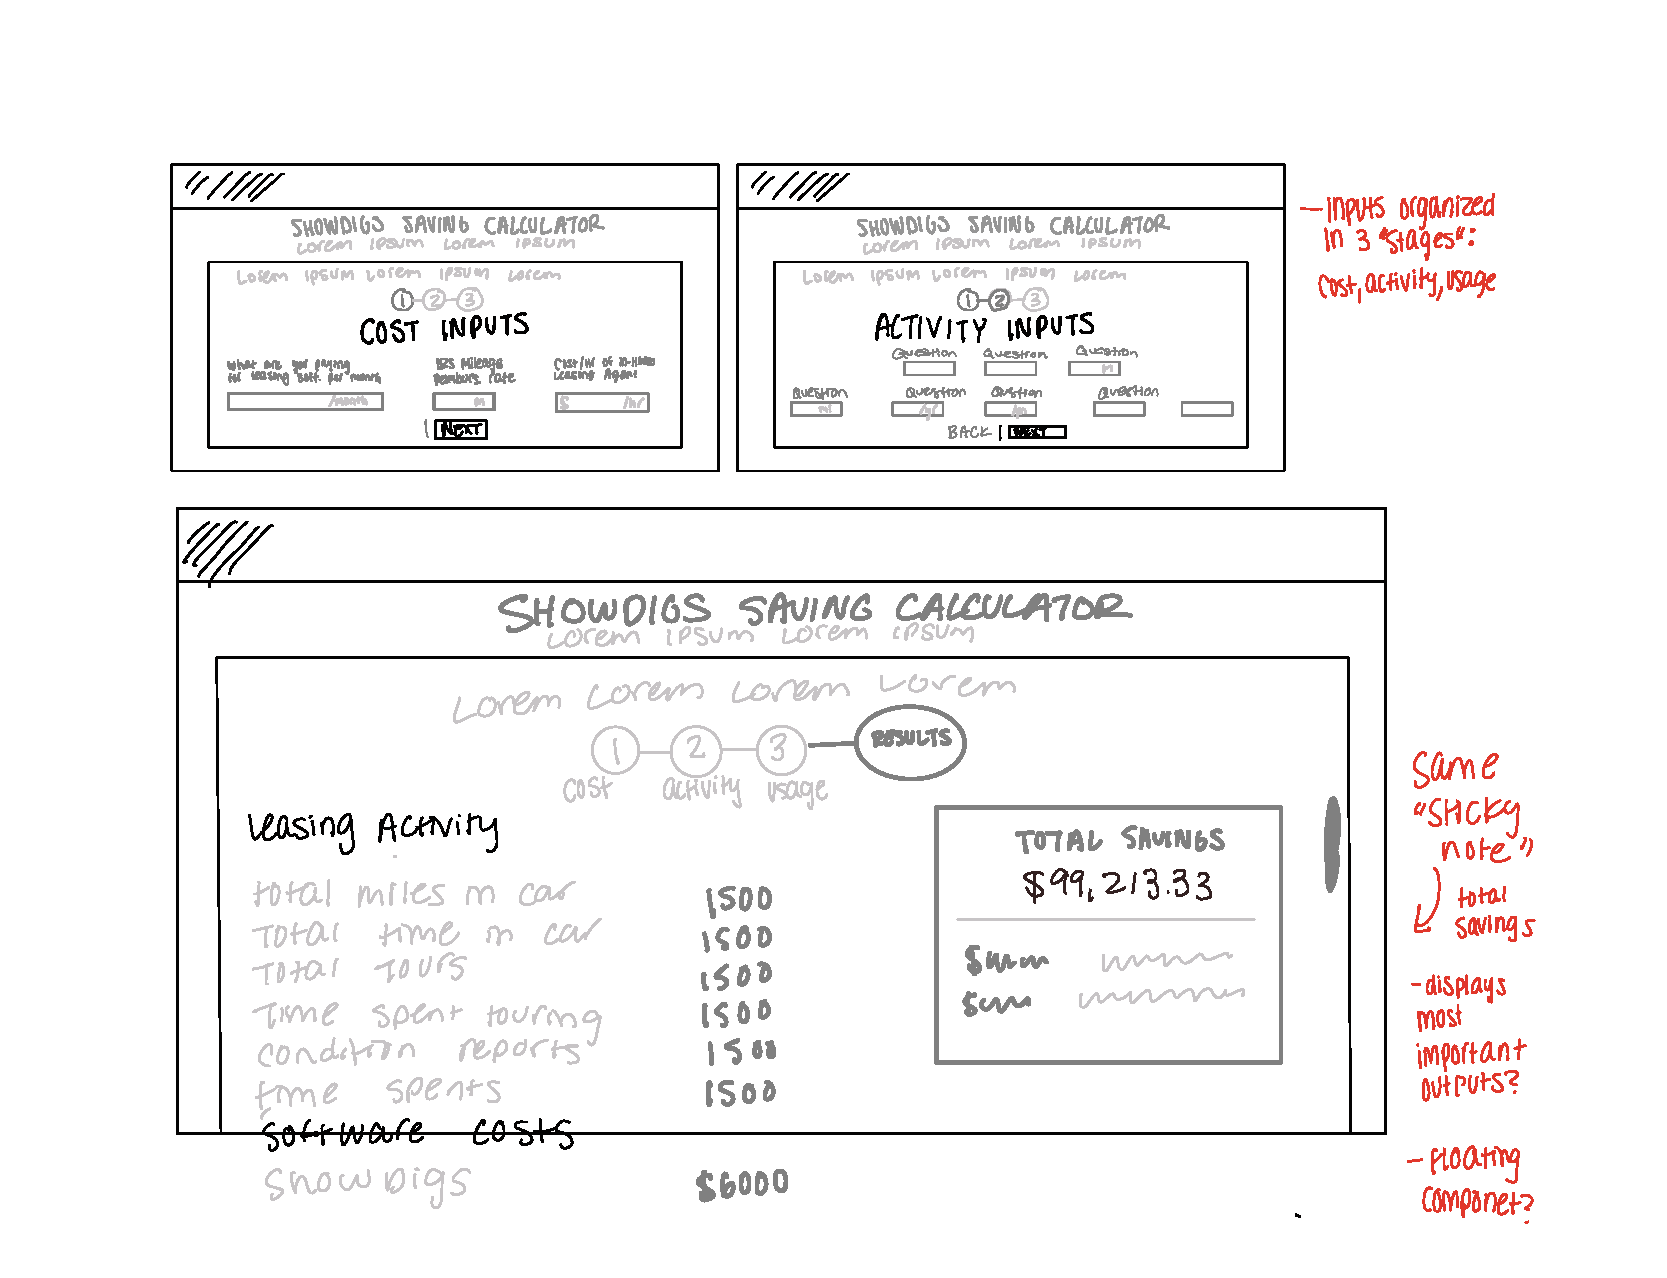 SHOWDIGS SAVING CALCULATOR
Lorem Ipsum Lorem Ipsum
Lorem Ipsum Lorem Ipsum Lorem
1 2 3
COST INPUTS
What are you paying
for leasing soft. per month
B2S Mileage
Reimburs. rate
Cost/Hr of In-House
Leasing Agent
/month
m
$ /hr
NEXT
SHOWDIGS SAVING CALCULATOR
Lorem Ipsum Lorem Ipsum
Lorem Ipsum Lorem Ipsum Lorem
1 2 3
ACTIVITY INPUTS
Question Question Question
m
Question Question Question Question
BACK | NEXT
- Inputs organized
in 3 "Stages":
cost, activity, usage
SHOWDIGS SAVING CALCULATOR
Lorem Ipsum Lorem Ipsum
Lorem Lorem Lorem Lorem
1 2 3 RESULTS
cost activity usage
Leasing Activity
total miles in car 1500
Total time in car 1500
Total Tours 1500
Time spent touring 1500
condition reports 1500
time spents 1500
software costs
ShowDigs $6000
TOTAL SAVINGS
$99,213.33
Same
"Sticky
note"
total
savings
- displays
most
important
outputs?
- Floating
componet?